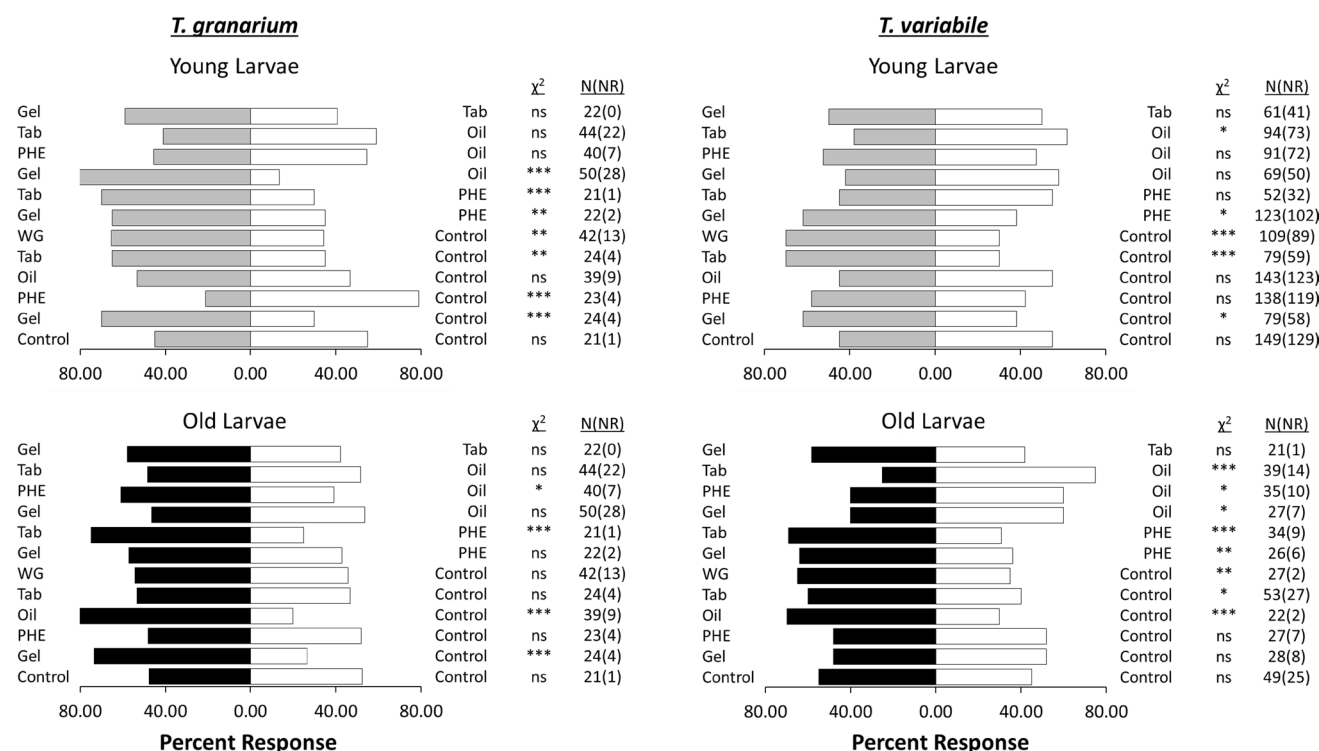 T. granarium
Young Larvae
χ² N(NR)
Gel Tab ns 22(0)
Tab Oil ns 44(22)
PHE Oil ns 40(7)
Gel Oil *** 50(28)
Tab PHE *** 21(1)
Gel PHE ** 22(2)
WG Control ** 42(13)
Tab Control ** 24(4)
Oil Control ns 39(9)
PHE Control *** 23(4)
Gel Control *** 24(4)
Control Control ns 21(1)
80.00 40.00 0.00 40.00 80.00
Old Larvae
χ² N(NR)
Gel Tab ns 22(0)
Tab Oil ns 44(22)
PHE Oil * 40(7)
Gel Oil ns 50(28)
Tab PHE *** 21(1)
Gel PHE ns 22(2)
WG Control ns 42(13)
Tab Control ns 24(4)
Oil Control *** 39(9)
PHE Control ns 23(4)
Gel Control *** 24(4)
Control Control ns 21(1)
80.00 40.00 0.00 40.00 80.00
Percent Response
T. variabile
Young Larvae
χ² N(NR)
Gel Tab ns 61(41)
Tab Oil * 94(73)
PHE Oil ns 91(72)
Gel Oil ns 69(50)
Tab PHE ns 52(32)
Gel PHE * 123(102)
WG Control *** 109(89)
Tab Control *** 79(59)
Oil Control ns 143(123)
PHE Control ns 138(119)
Gel Control * 79(58)
Control Control ns 149(129)
80.00 40.00 0.00 40.00 80.00
Old Larvae
χ² N(NR)
Gel Tab ns 21(1)
Tab Oil *** 39(14)
PHE Oil * 35(10)
Gel Oil * 27(7)
Tab PHE *** 34(9)
Gel PHE ** 26(6)
WG Control ** 27(2)
Tab Control * 53(27)
Oil Control *** 22(2)
PHE Control ns 27(7)
Gel Control ns 28(8)
Control Control ns 49(25)
80.00 40.00 0.00 40.00 80.00
Percent Response